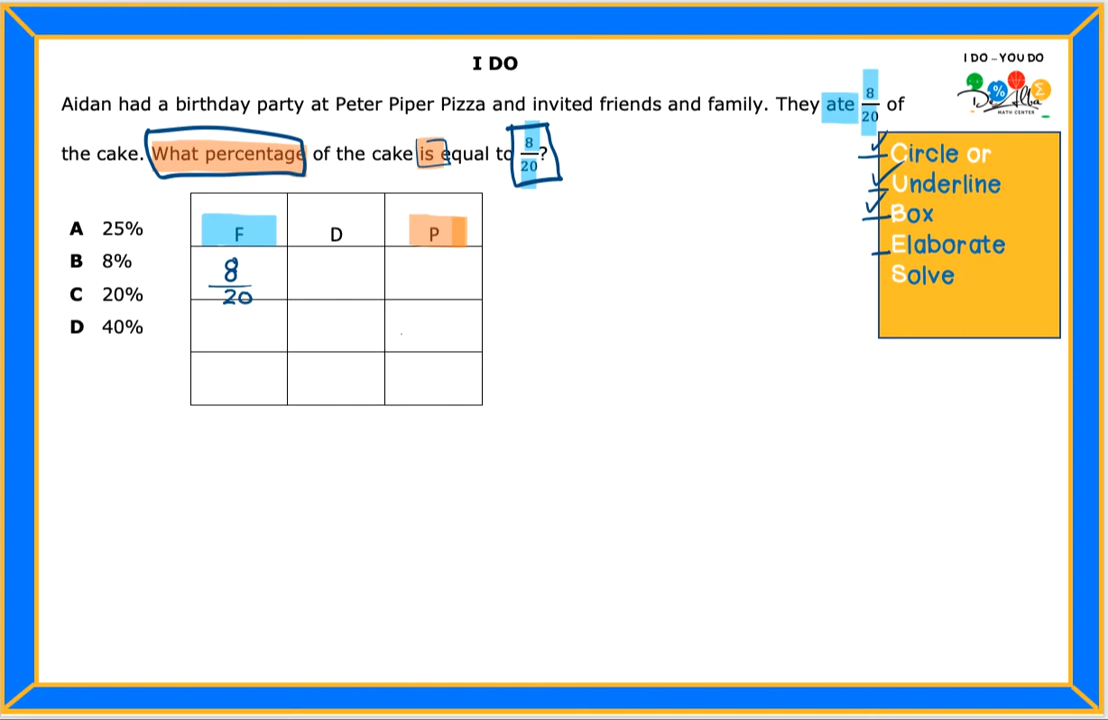 I DO
I DO – YOU DO
Aidan had a birthday party at Peter Piper Pizza and invited friends and family. They ate 8/20 of
the cake. What percentage of the cake is equal to 8/20?
MATH CENTER
Circle or
Underline
Box
Elaborate
Solve
A 25%
B 8%
C 20%
D 40%
F D P
8
20